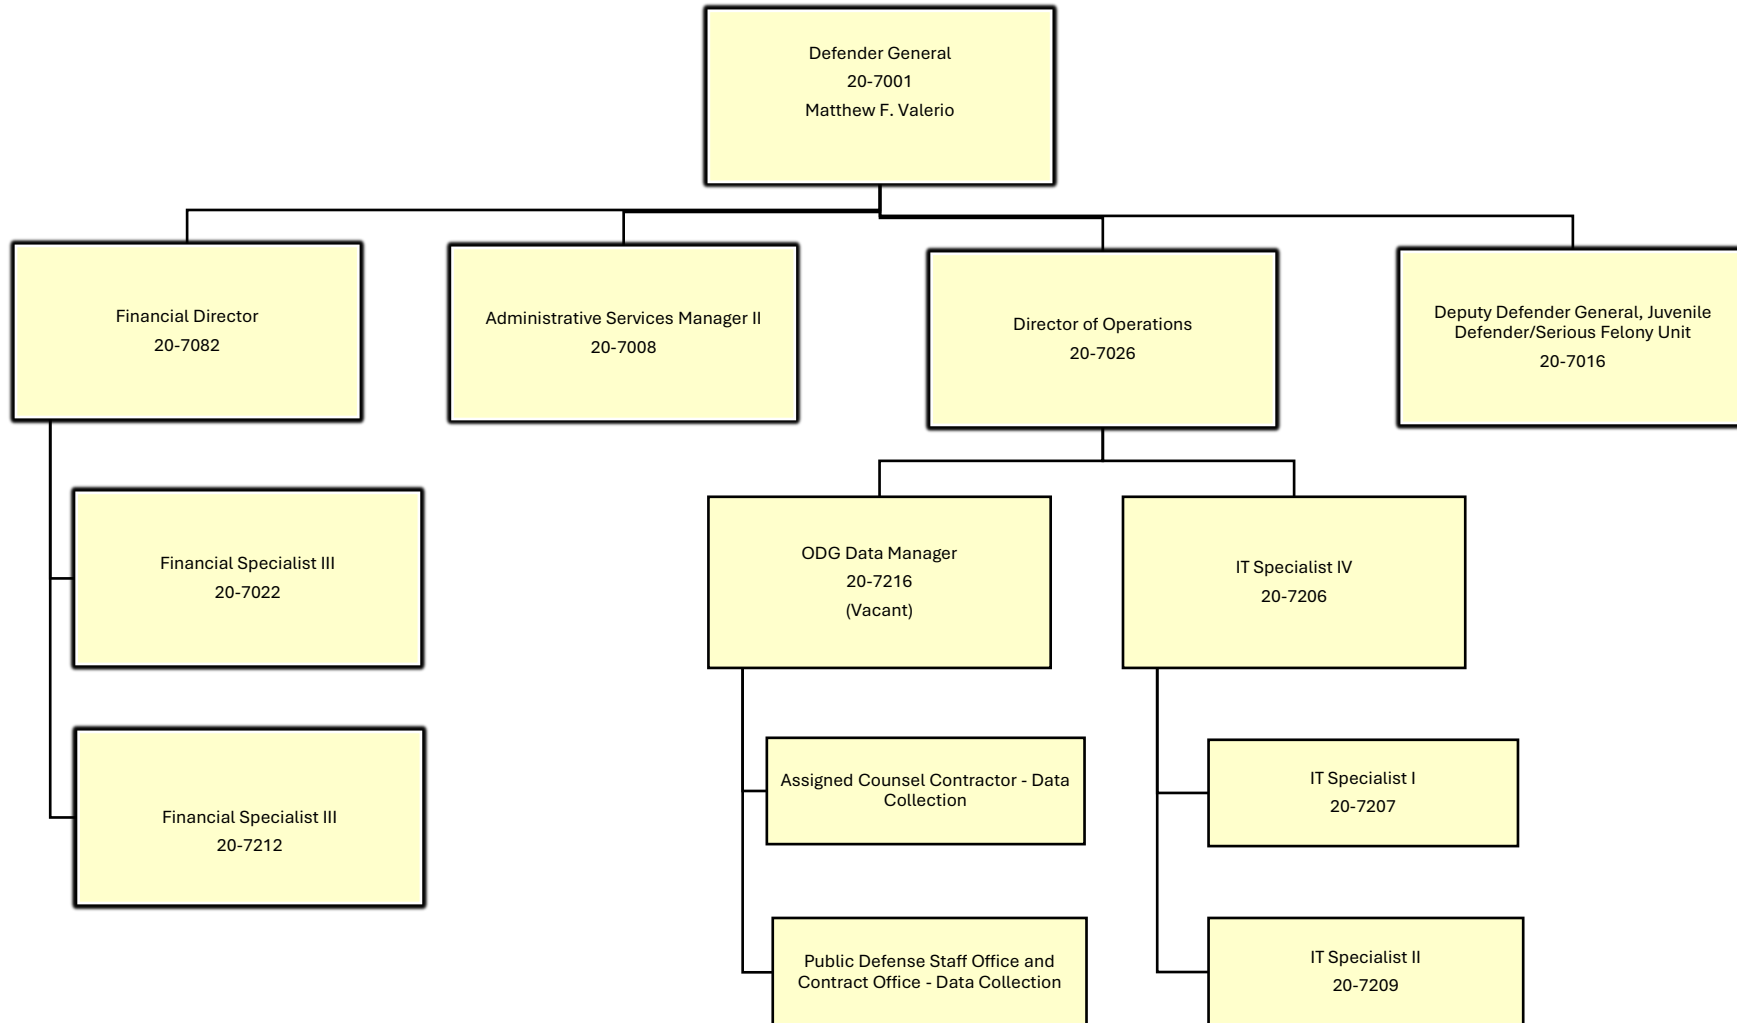 Defender General
20-7001
Matthew F. Valerio
Financial Director
20-7082
Administrative Services Manager II
20-7008
Director of Operations
20-7026
Deputy Defender General, Juvenile
Defender/Serious Felony Unit
20-7016
Financial Specialist III
20-7022
ODG Data Manager
20-7216
(Vacant)
IT Specialist IV
20-7206
Financial Specialist III
20-7212
Assigned Counsel Contractor - Data
Collection
IT Specialist I
20-7207
Public Defense Staff Office and
Contract Office - Data Collection
IT Specialist II
20-7209